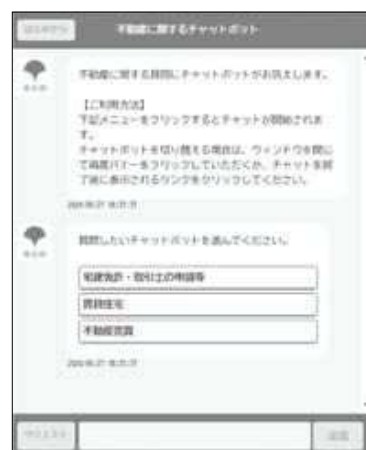 不動産に関するチャットボット
不動産に関する質問にチャットボットがお答えします。
【ご利用方法】
下記メニューをクリックするとチャットが開始されま
す。
チャットボットを切り替える場合は、ウィンドウを閉じ
て再度バナーをクリックしていただくか、チャットを終
了後に表示されるリンクをクリックしてください。
質問したいチャットボットを選んでください。
宅建免許・取引士の申請等
賃貸住宅
不動産売買
送信